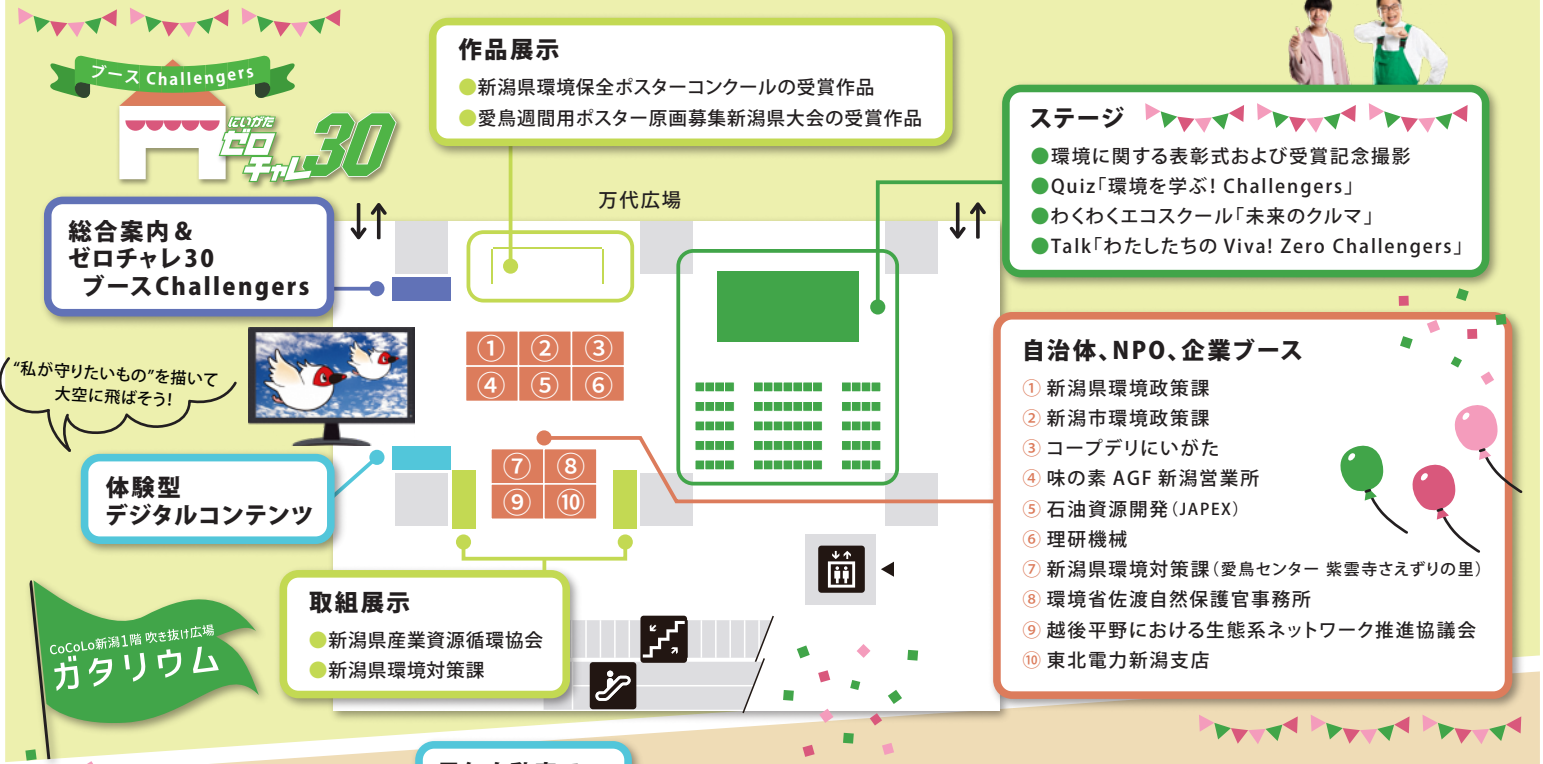 ブース Challengers
にいがた
ゼロ
チャレ30
作品展示
●新潟県環境保全ポスターコンクールの受賞作品
●愛鳥週間用ポスター原画募集新潟県大会の受賞作品
ステージ
●環境に関する表彰式および受賞記念撮影
●Quiz「環境を学ぶ! Challengers」
●わくわくエコスクール「未来のクルマ」
●Talk「わたしたちの Viva! Zero Challengers」
万代広場
総合案内&
ゼロチャレ30
ブースChallengers
"私が守りたいもの"を描いて
大空に飛ばそう!
体験型
デジタルコンテンツ
① ② ③
④ ⑤ ⑥
⑦ ⑧
⑨ ⑩
自治体、NPO、企業ブース
① 新潟県環境政策課
② 新潟市環境政策課
③ コープデリにいがた
④ 味の素 AGF 新潟営業所
⑤ 石油資源開発(JAPEX)
⑥ 理研機械
⑦ 新潟県環境対策課(愛鳥センター 紫雲寺さえずりの里)
⑧ 環境省佐渡自然保護官事務所
⑨ 越後平野における生態系ネットワーク推進協議会
⑩ 東北電力新潟支店
取組展示
●新潟県産業資源循環協会
●新潟県環境対策課
CoCoLo新潟1階 吹き抜け広場
ガタリウム